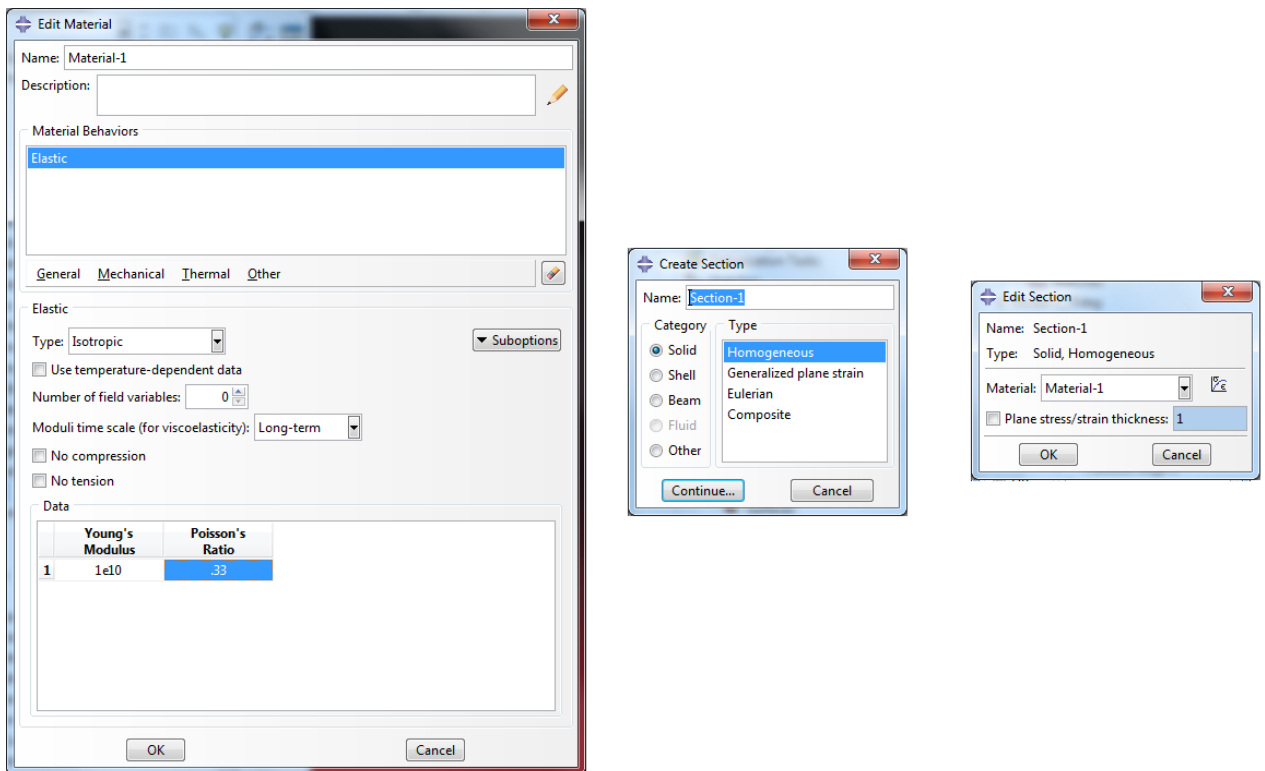 Edit Material
Name: Material-1
Description:
Material Behaviors
Elastic
General Mechanical Thermal Other
Elastic
Type: Isotropic
Suboptions
Use temperature-dependent data
Number of field variables: 0
Moduli time scale (for viscoelasticity): Long-term
No compression
No tension
Data
Young's Modulus
Poisson's Ratio
1 1e10 .33
OK Cancel
Create Section
Name: Section-1
Category Type
Solid Homogeneous
Shell Generalized plane strain
Beam Eulerian
Fluid Composite
Other
Continue... Cancel
Edit Section
Name: Section-1
Type: Solid, Homogeneous
Material: Material-1
Plane stress/strain thickness: 1
OK Cancel